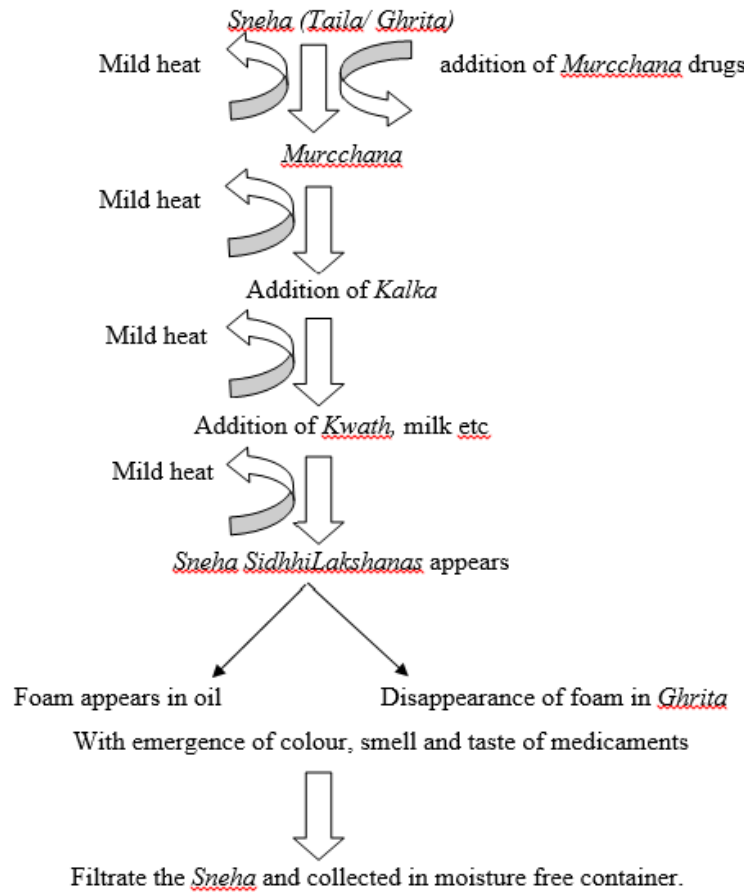 Sneha (Taila/ Ghrita)
Mild heat
addition of Murcchana drugs
Murcchana
Mild heat
Addition of Kalka
Mild heat
Addition of Kwath, milk etc
Mild heat
Sneha SidhhiLakshanas appears
Foam appears in oil
Disappearance of foam in Ghrita
With emergence of colour, smell and taste of medicaments
Filtrate the Sneha and collected in moisture free container.